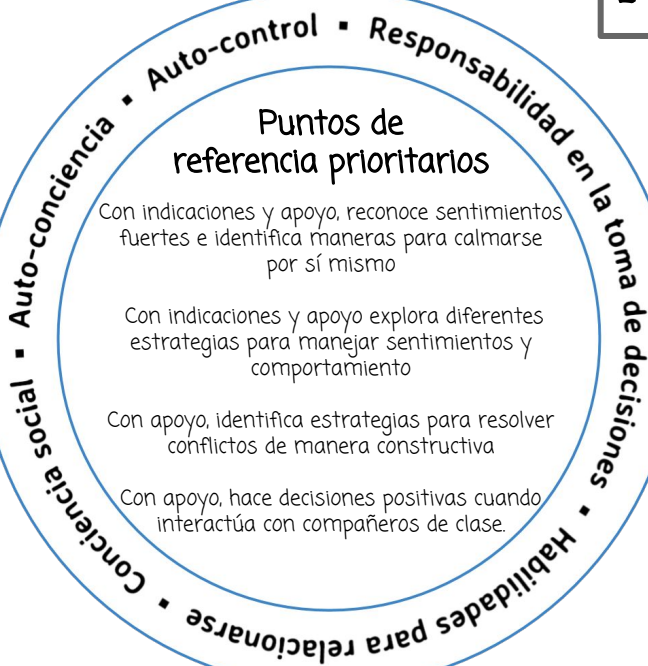 Auto-conciencia ▪ Auto-control ▪ Responsabilidad en la toma de decisiones ▪ Habilidades para relacionarse ▪ Conciencia social ▪
Puntos de
referencia prioritarios
Con indicaciones y apoyo, reconoce sentimientos
fuertes e identifica maneras para calmarse
por sí mismo
Con indicaciones y apoyo explora diferentes
estrategias para manejar sentimientos y
comportamiento
Con apoyo, identifica estrategias para resolver
conflictos de manera constructiva
Con apoyo, hace decisiones positivas cuando
interactúa con compañeros de clase.